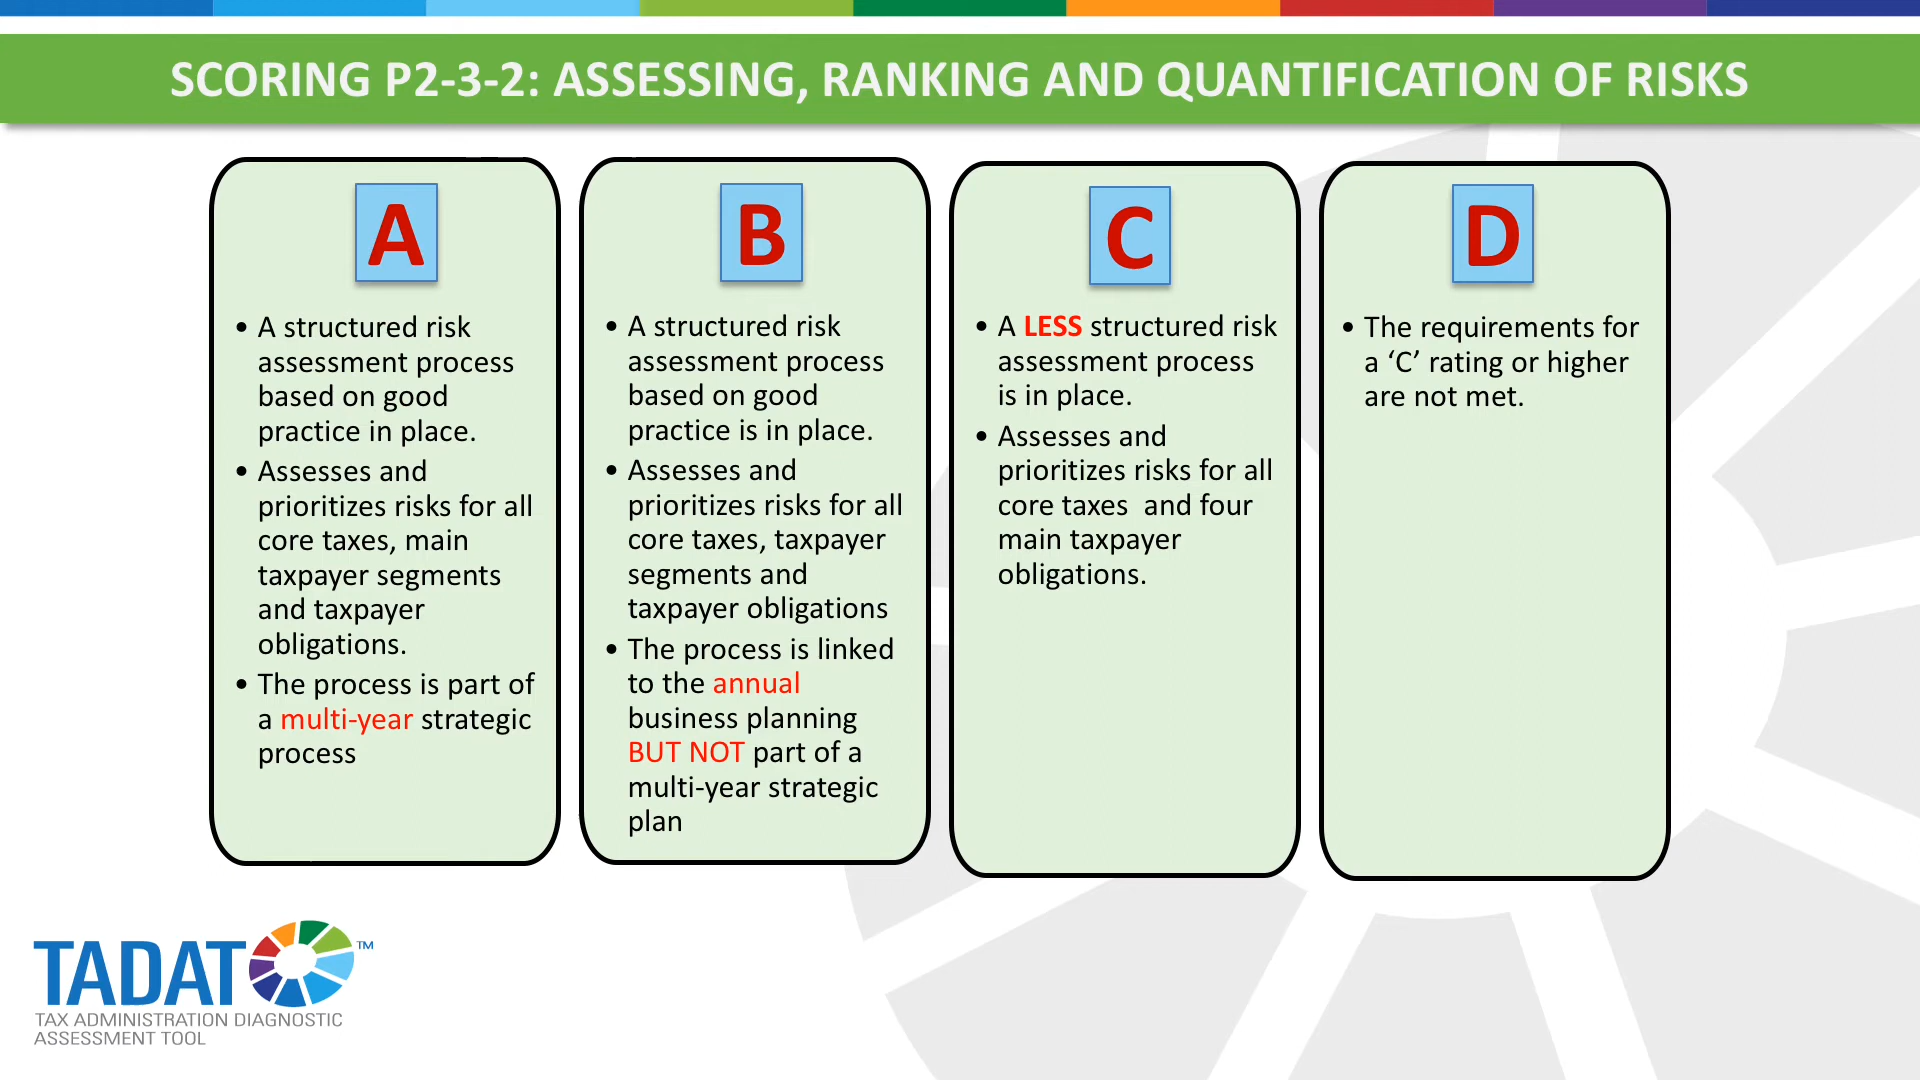 SCORING P2-3-2: ASSESSING, RANKING AND QUANTIFICATION OF RISKS
A
• A structured risk
assessment process
based on good
practice in place.
• Assesses and
prioritizes risks for all
core taxes, main
taxpayer segments
and taxpayer
obligations.
• The process is part of
a multi-year strategic
process
B
• A structured risk
assessment process
based on good
practice is in place.
• Assesses and
prioritizes risks for all
core taxes, taxpayer
segments and
taxpayer obligations
• The process is linked
to the annual
business planning
BUT NOT part of a
multi-year strategic
plan
C
• A LESS structured risk
assessment process
is in place.
• Assesses and
prioritizes risks for all
core taxes  and four
main taxpayer
obligations.
D
• The requirements for
a ‘C’ rating or higher
are not met.
TADAT™
TAX ADMINISTRATION DIAGNOSTIC
ASSESSMENT TOOL